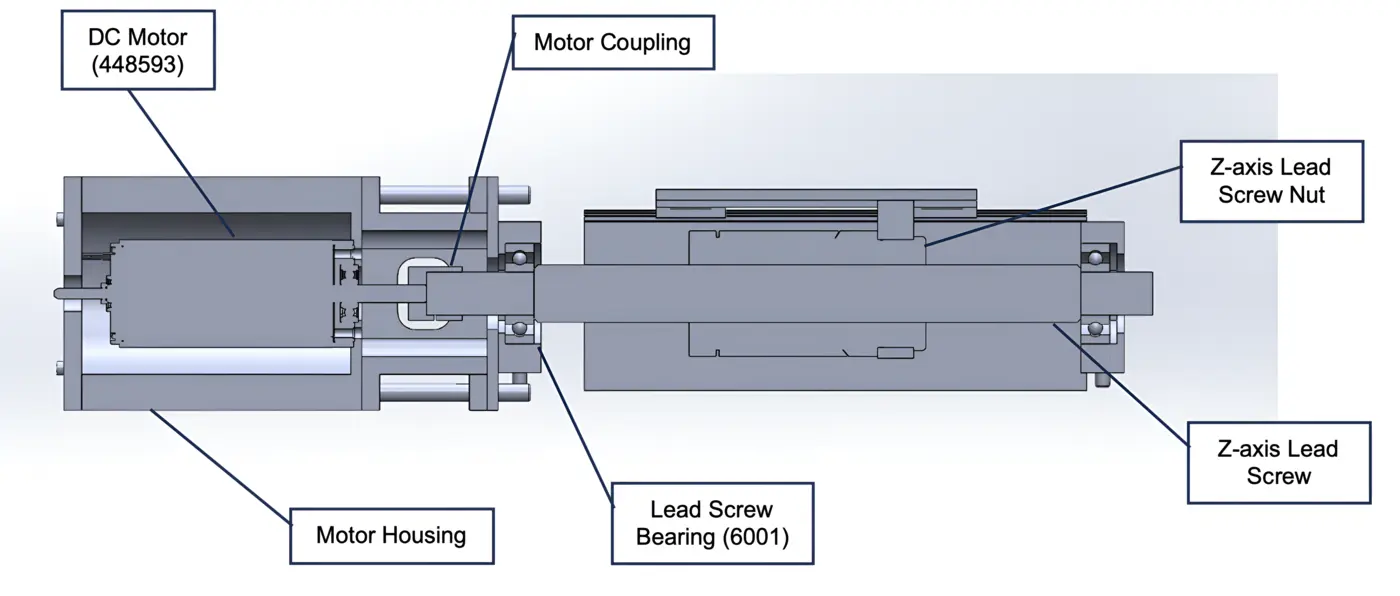 DC Motor
(448593)
Motor Coupling
Z-axis Lead
Screw Nut
Z-axis Lead
Screw
Lead Screw
Bearing (6001)
Motor Housing